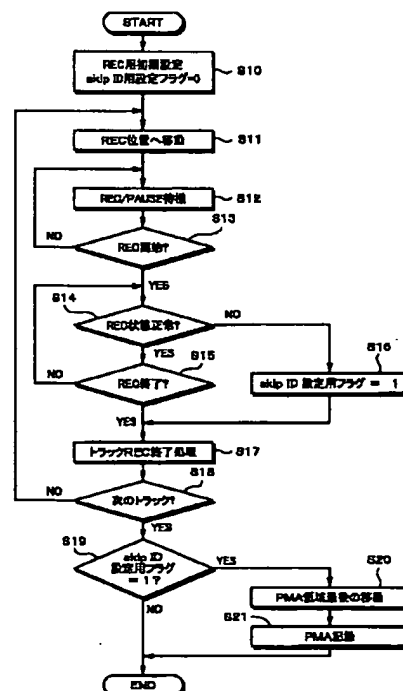 START
REC用初期設定
skip ID用設定フラグ=0
S10
REC位置へ移動
S11
REC/PAUSE待機
S12
S13
REC開始?
NO
YES
S14
REC状態正常?
NO
YES
S15
S16
REC終了?
NO
skip ID 設定用フラグ = 1
YES
トラックREC終了処理
S17
S18
次のトラック?
NO
YES
S19
skip ID
設定用フラグ
= 1?
YES
S20
NO
PMA領域最後の移動
S21
PMA記録
END